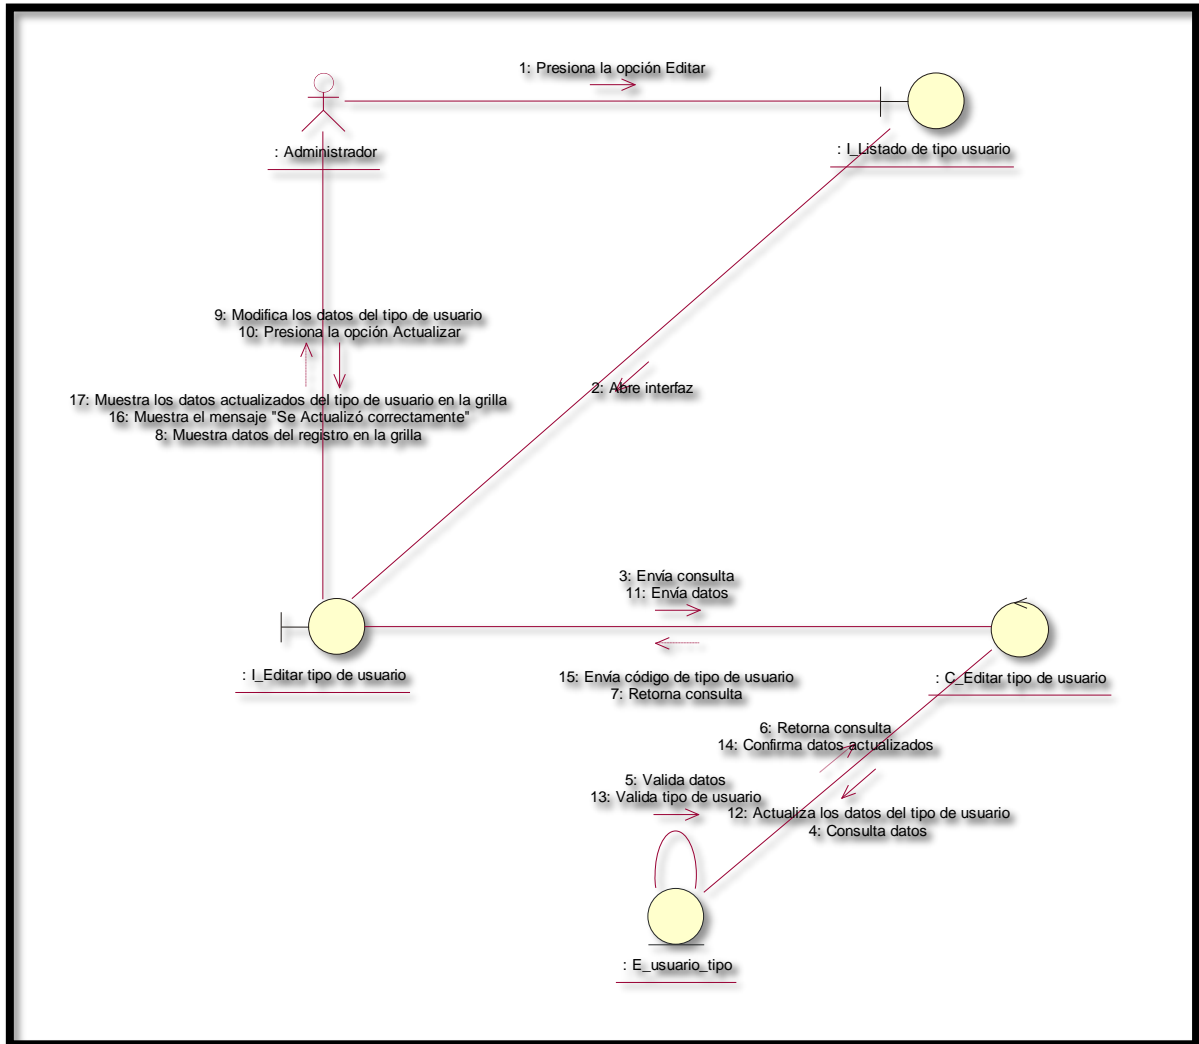 1: Presiona la opción Editar
: Administrador
: I_Listado de tipo usuario
9: Modifica los datos del tipo de usuario
10: Presiona la opción Actualizar
2: Abre interfaz
17: Muestra los datos actualizados del tipo de usuario en la grilla
16: Muestra el mensaje "Se Actualizó correctamente"
8: Muestra datos del registro en la grilla
3: Envía consulta
11: Envía datos
: I_Editar tipo de usuario
15: Envía código de tipo de usuario
7: Retorna consulta
: C_Editar tipo de usuario
6: Retorna consulta
14: Confirma datos actualizados
5: Valida datos
13: Valida tipo de usuario
12: Actualiza los datos del tipo de usuario
4: Consulta datos
: E_usuario_tipo